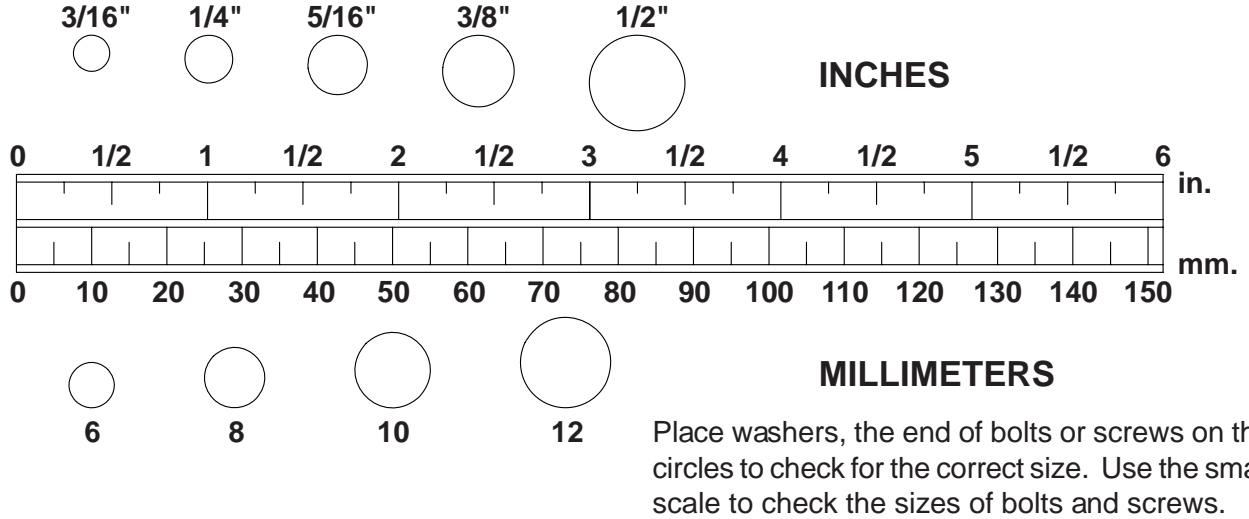 3/16" 1/4" 5/16" 3/8" 1/2"
INCHES
0 1/2 1 1/2 2 1/2 3 1/2 4 1/2 5 1/2 6
in.
mm.
0 10 20 30 40 50 60 70 80 90 100 110 120 130 140 150
MILLIMETERS
6 8 10 12
Place washers, the end of bolts or screws on th
circles to check for the correct size. Use the sma
scale to check the sizes of bolts and screws.